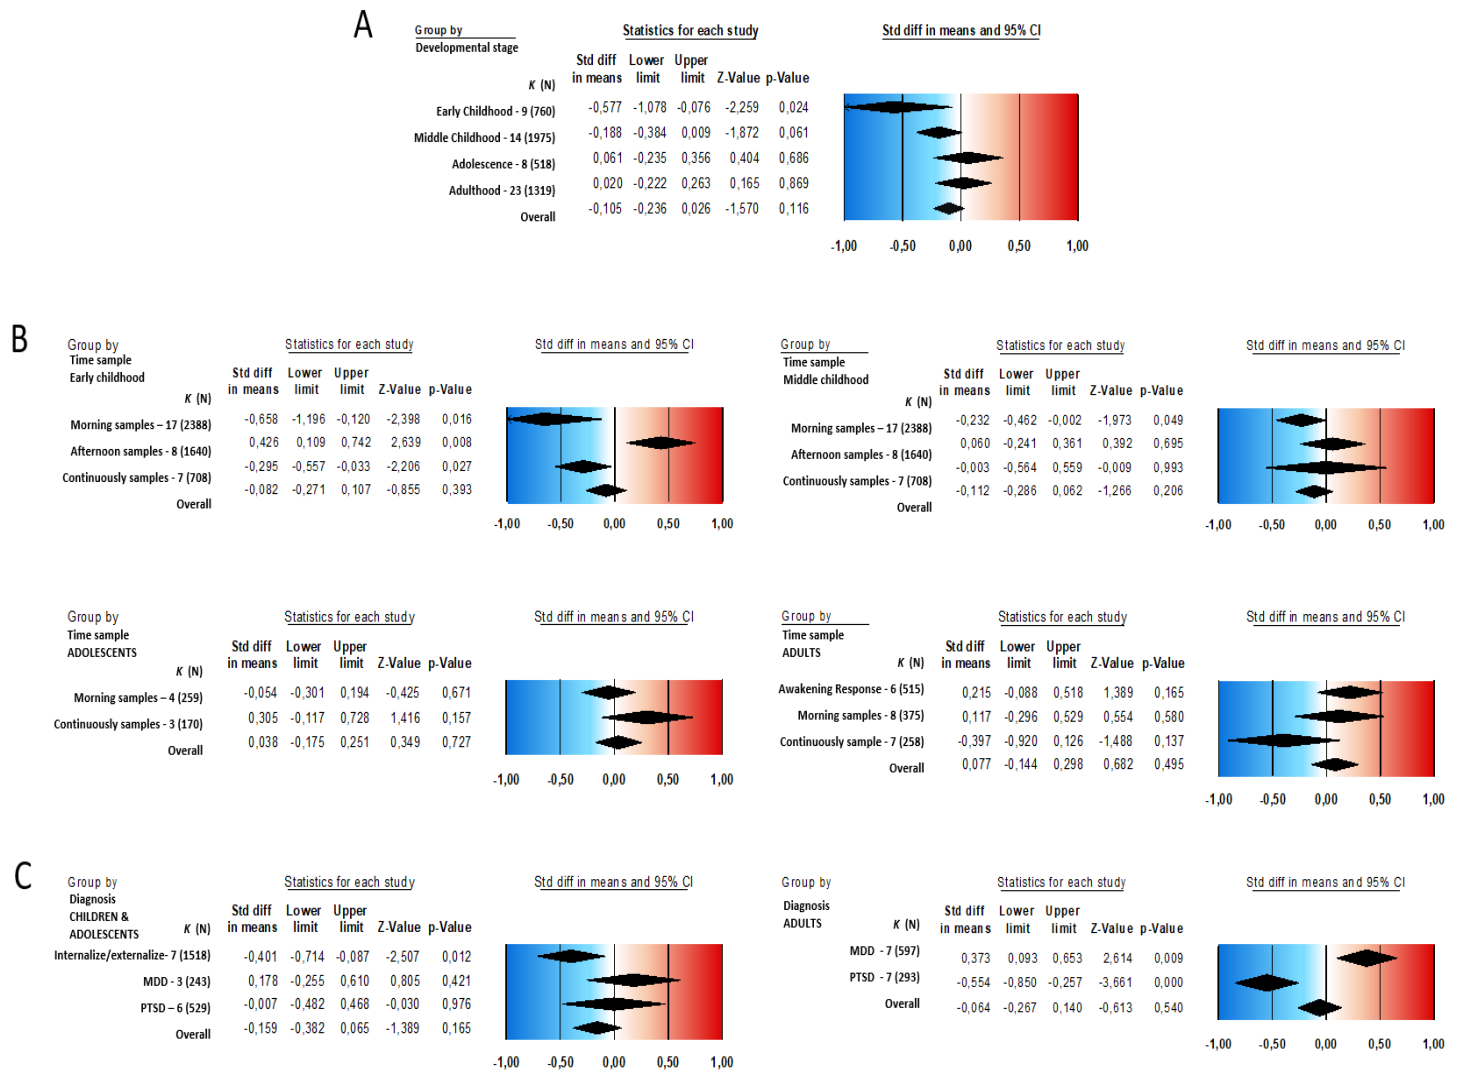 A
Group by
Developmental stage
Statistics for each study
Std diff in means and 95% CI
Std diff Lower Upper
in means limit limit Z-Value p-Value
K (N)
Early Childhood - 9 (760) -0,577 -1,078 -0,076 -2,259 0,024
Middle Childhood - 14 (1975) -0,188 -0,384 0,009 -1,872 0,061
Adolescence - 8 (518) 0,061 -0,235 0,356 0,404 0,686
Adulthood - 23 (1319) 0,020 -0,222 0,263 0,165 0,869
Overall -0,105 -0,236 0,026 -1,570 0,116
-1,00 -0,50 0,00 0,50 1,00
B
Group by
Time sample
Early childhood
Statistics for each study
Std diff in means and 95% CI
Std diff Lower Upper
in means limit limit Z-Value p-Value
K (N)
Morning samples – 17 (2388) -0,658 -1,196 -0,120 -2,398 0,016
Afternoon samples - 8 (1640) 0,426 0,109 0,742 2,639 0,008
Continuously samples - 7 (708) -0,295 -0,557 -0,033 -2,206 0,027
Overall -0,082 -0,271 0,107 -0,855 0,393
-1,00 -0,50 0,00 0,50 1,00
Group by
Time sample
Middle childhood
Statistics for each study
Std diff in means and 95% CI
Std diff Lower Upper
in means limit limit Z-Value p-Value
K (N)
Morning samples – 17 (2388) -0,232 -0,462 -0,002 -1,973 0,049
Afternoon samples - 8 (1640) 0,060 -0,241 0,361 0,392 0,695
Continuously samples - 7 (708) -0,003 -0,564 0,559 -0,009 0,993
Overall -0,112 -0,286 0,062 -1,266 0,206
-1,00 -0,50 0,00 0,50 1,00
Group by
Time sample
ADOLESCENTS
Statistics for each study
Std diff in means and 95% CI
Std diff Lower Upper
in means limit limit Z-Value p-Value
K (N)
Morning samples – 4 (259) -0,054 -0,301 0,194 -0,425 0,671
Continuously samples - 3 (170) 0,305 -0,117 0,728 1,416 0,157
Overall 0,038 -0,175 0,251 0,349 0,727
-1,00 -0,50 0,00 0,50 1,00
Group by
Time sample
ADULTS
Statistics for each study
Std diff in means and 95% CI
Std diff Lower Upper
in means limit limit Z-Value p-Value
K (N)
Awakening Response - 6 (515) 0,215 -0,088 0,518 1,389 0,165
Morning samples - 8 (375) 0,117 -0,296 0,529 0,554 0,580
Continuously sample - 7 (258) -0,397 -0,920 0,126 -1,488 0,137
Overall 0,077 -0,144 0,298 0,682 0,495
-1,00 -0,50 0,00 0,50 1,00
C
Group by
Diagnosis
CHILDREN &
ADOLESCENTS
Statistics for each study
Std diff in means and 95% CI
Std diff Lower Upper
in means limit limit Z-Value p-Value
K (N)
Internalize/externalize- 7 (1518) -0,401 -0,714 -0,087 -2,507 0,012
MDD - 3 (243) 0,178 -0,255 0,610 0,805 0,421
PTSD – 6 (529) -0,007 -0,482 0,468 -0,030 0,976
Overall -0,159 -0,382 0,065 -1,389 0,165
-1,00 -0,50 0,00 0,50 1,00
Group by
Diagnosis
ADULTS
Statistics for each study
Std diff in means and 95% CI
Std diff Lower Upper
in means limit limit Z-Value p-Value
K (N)
MDD - 7 (597) 0,373 0,093 0,653 2,614 0,009
PTSD - 7 (293) -0,554 -0,850 -0,257 -3,661 0,000
Overall -0,064 -0,267 0,140 -0,613 0,540
-1,00 -0,50 0,00 0,50 1,00